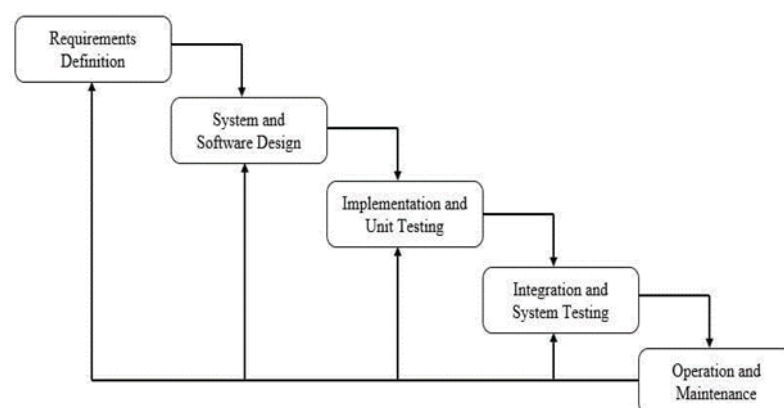 Requirements
Definition
System and
Software Design
Implementation and
Unit Testing
Integration and
System Testing
Operation and
Maintenance